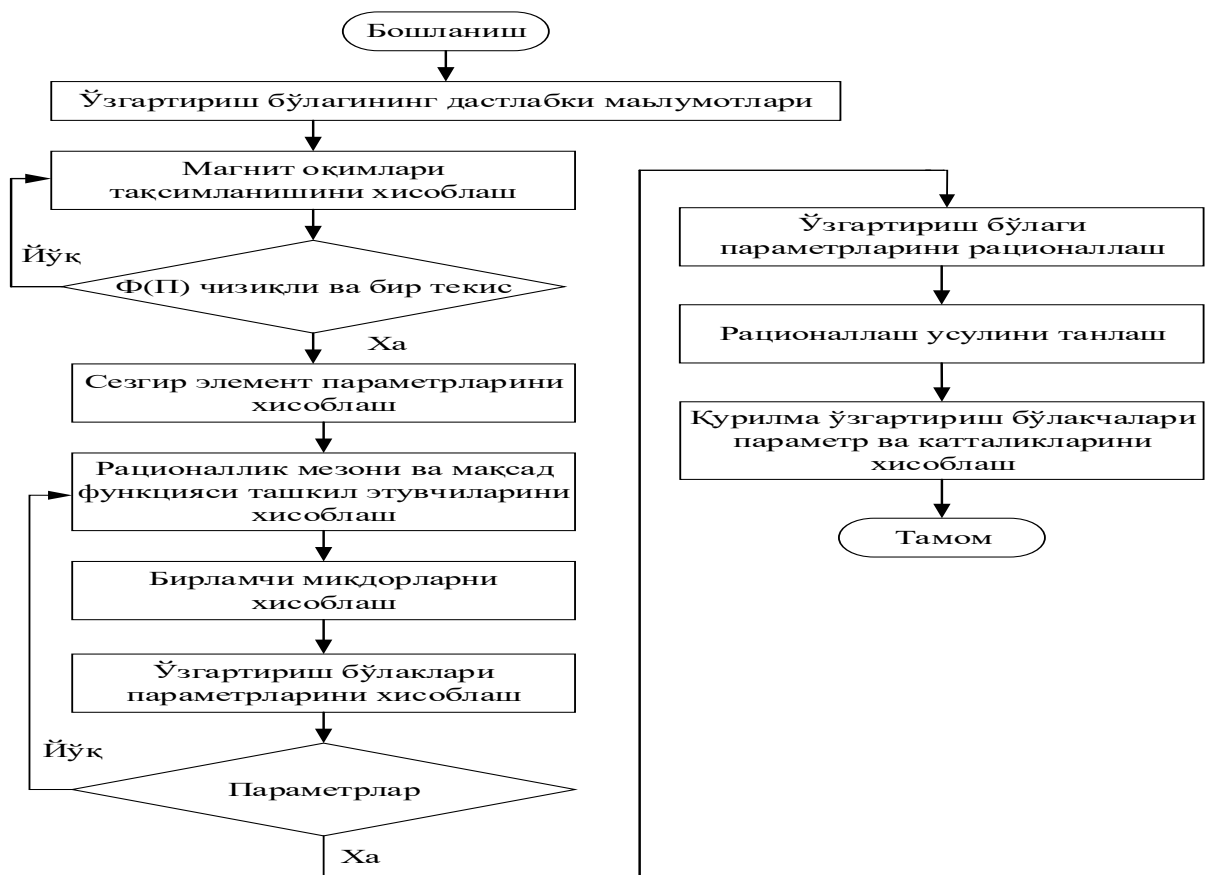 Бошланиш
Ўзгартириш бўлагининг дастлабки маьлумотлари
Магнит оқимлари
тақсимланишини хисоблаш
Йўқ
Ф(П) чизиқли ва бир текис
Ха
Сезгир элемент параметрларини
хисоблаш
Рационаллик мезони ва мақсад
функцияси ташкил этувчиларини
хисоблаш
Бирламчи миқдорларни
хисоблаш
Ўзгартириш бўлаклари
параметрларини хисоблаш
Йўқ
Параметрлар
Ха
Ўзгартириш бўлаги
параметрларини рационаллаш
Рационаллаш усулини танлаш
Қурилма ўзгартириш бўлакчалари
параметр ва катталикларини
хисоблаш
Тамом